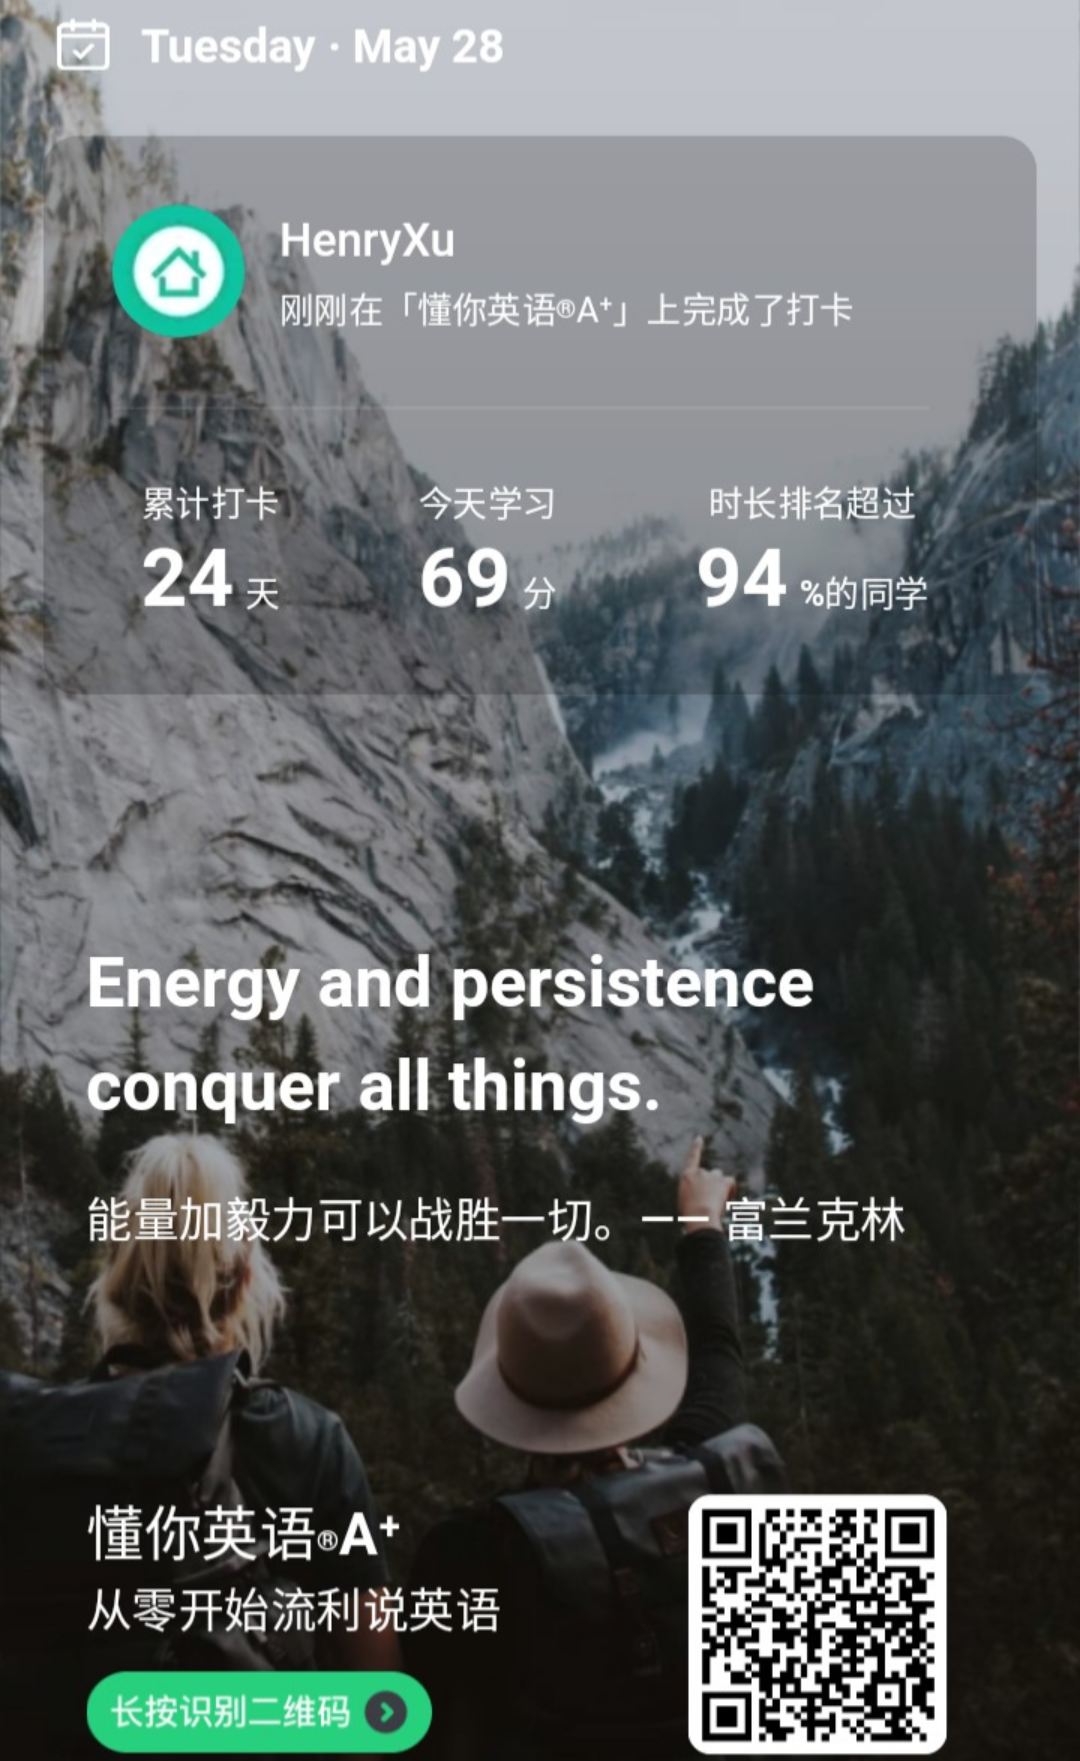 Tuesday · May 28
HenryXu
刚刚在「懂你英语®A⁺」上完成了打卡
累计打卡 今天学习 时长排名超过
24 天 69 分 94 %的同学
Energy and persistence
conquer all things.
能量加毅力可以战胜一切。—— 富兰克林
懂你英语®A⁺
从零开始流利说英语
长按识别二维码